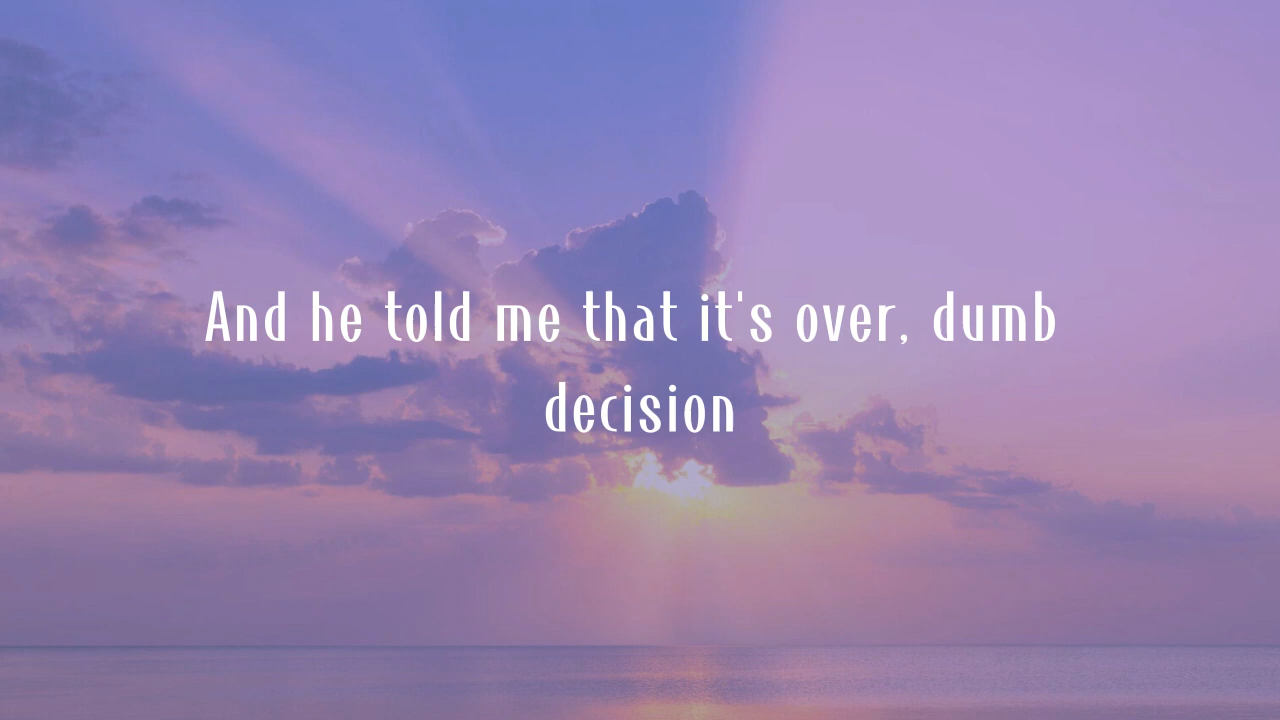 And he told me that it's over, dumb
decision